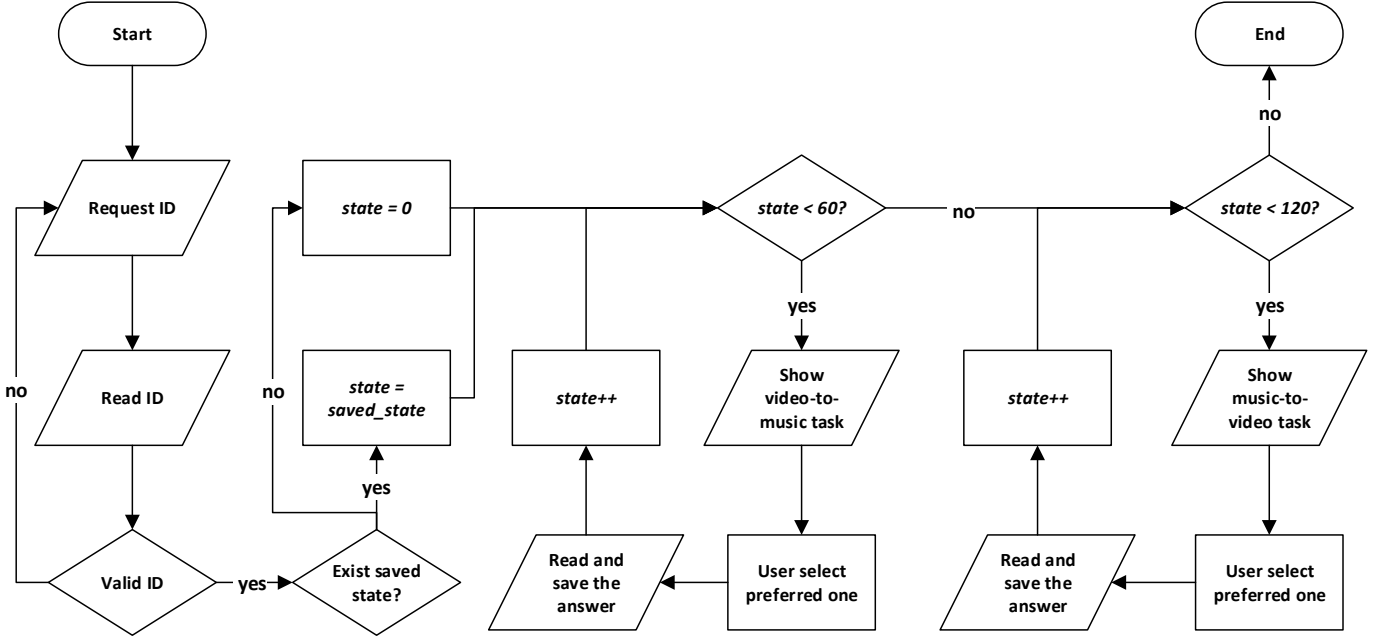 Start
Request ID
Read ID
no
Valid ID
yes
Exist saved
state?
no
yes
state = 0
state =
saved_state
state < 60?
yes
Show
video-to-
music task
User select
preferred one
Read and
save the
answer
state++
no
state < 120?
yes
Show
music-to-
video task
User select
preferred one
Read and
save the
answer
state++
no
End